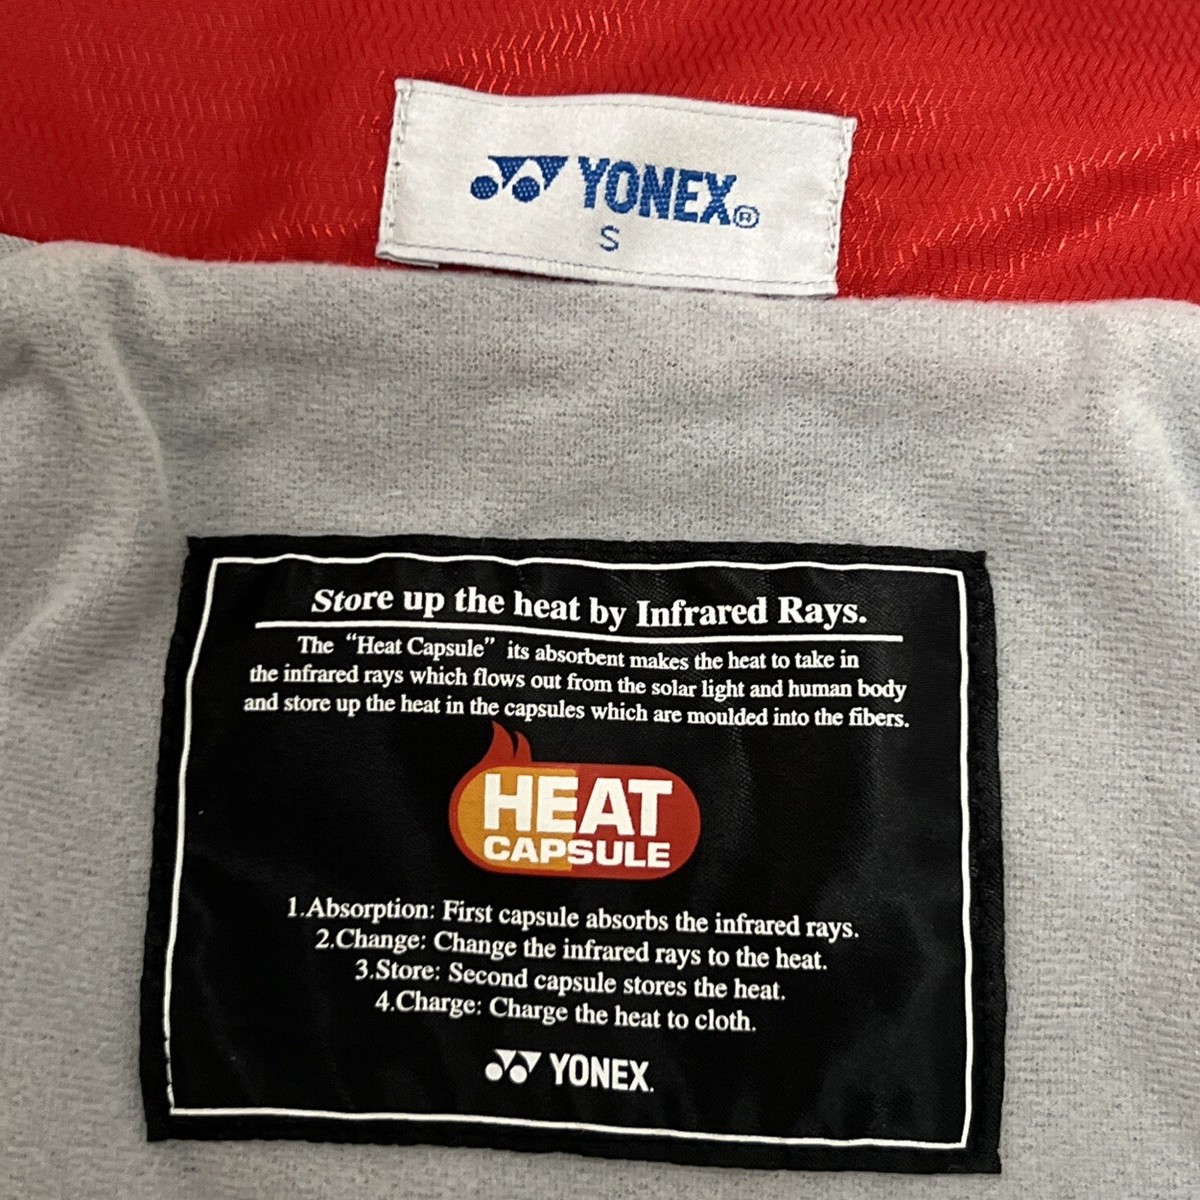 YONEX®
S
Store up the heat by Infrared Rays.
The “Heat Capsule” its absorbent makes the heat to take in
the infrared rays which flows out from the solar light and human body
and store up the heat in the capsules which are moulded into the fibers.
HEAT
CAPSULE
1.Absorption: First capsule absorbs the infrared rays.
2.Change: Change the infrared rays to the heat.
3.Store: Second capsule stores the heat.
4.Charge: Charge the heat to cloth.
YONEX.